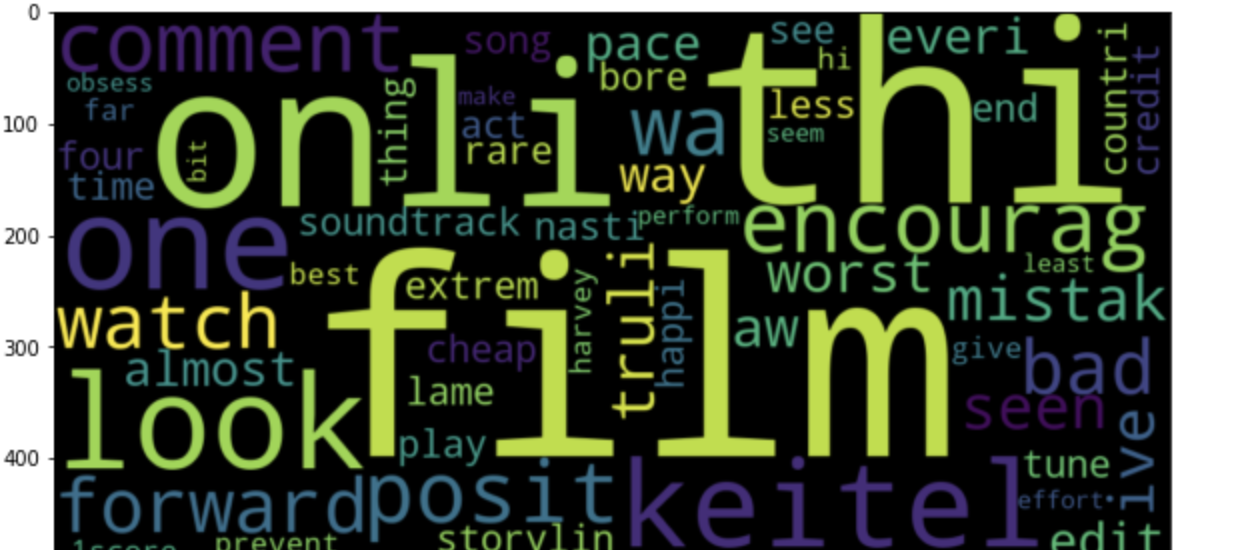 0
100
200
300
400
comment song pace see everi
hi
obsess bore countri credit
far thing make less end
onli thi
act wa seem
four bit rare
time way
one soundtrack nasti perform encourag
best extrem worst least
watch harvey truli happi mistak
film
almost cheap aw give bad
look lame seen
play ive
forward posit keitel tune
effort
1score prevent storylin edit